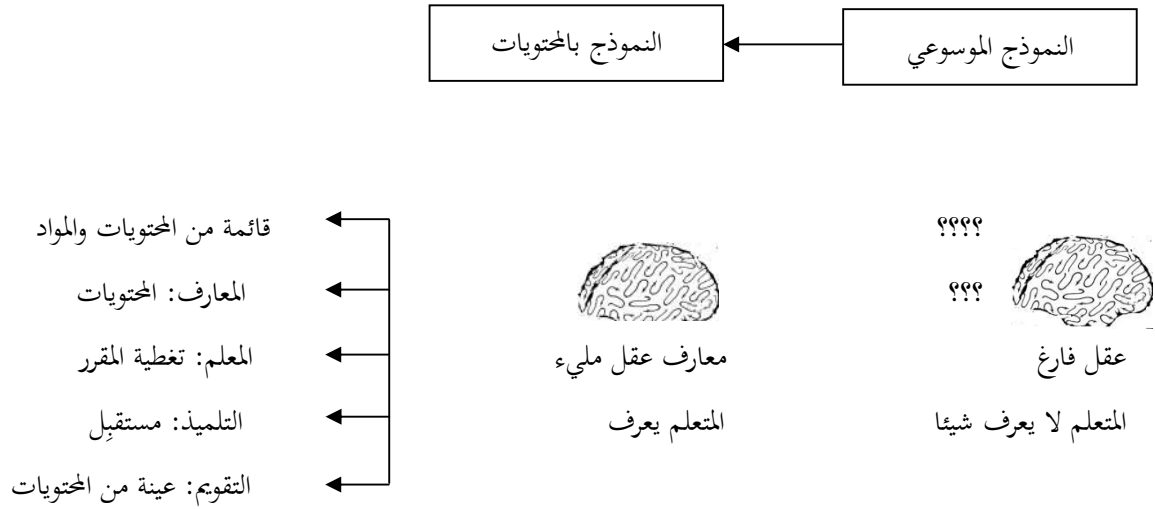 النموذج الموسوعي
النموذج بالمحتويات
؟؟؟؟
قائمة من المحتويات والمواد
؟؟؟
المعارف: المحتويات
عقل فارغ
معارف عقل مليء
المعلم: تغطية المقرر
المتعلم لا يعرف شيئا
المتعلم يعرف
التلميذ: مستقبِل
التقويم: عينة من المحتويات